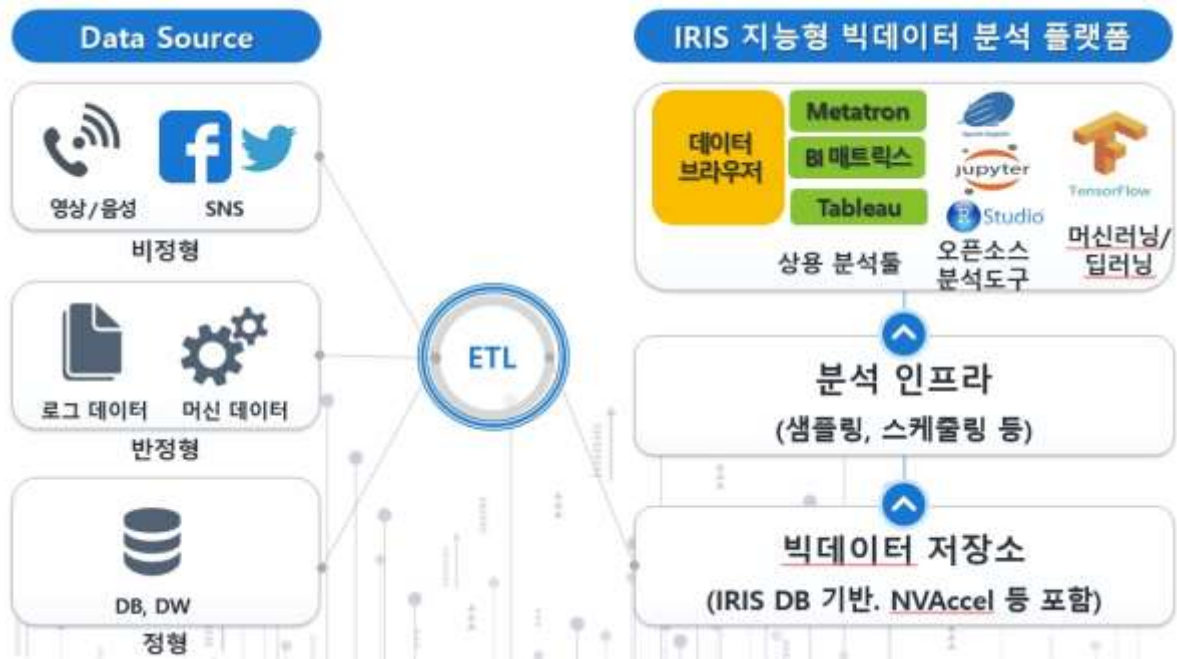 Data Source
영상/음성
SNS
비정형
로그 데이터
머신 데이터
반정형
DB, DW
정형
ETL
IRIS 지능형 빅데이터 분석 플랫폼
데이터
브라우저
Metatron
BI 매트릭스
Tableau
상용 분석툴
jupyter
R Studio
오픈소스
분석도구
TensorFlow
머신러닝/
딥러닝
분석 인프라
(샘플링, 스케줄링 등)
빅데이터 저장소
(IRIS DB 기반. NVAccel 등 포함)